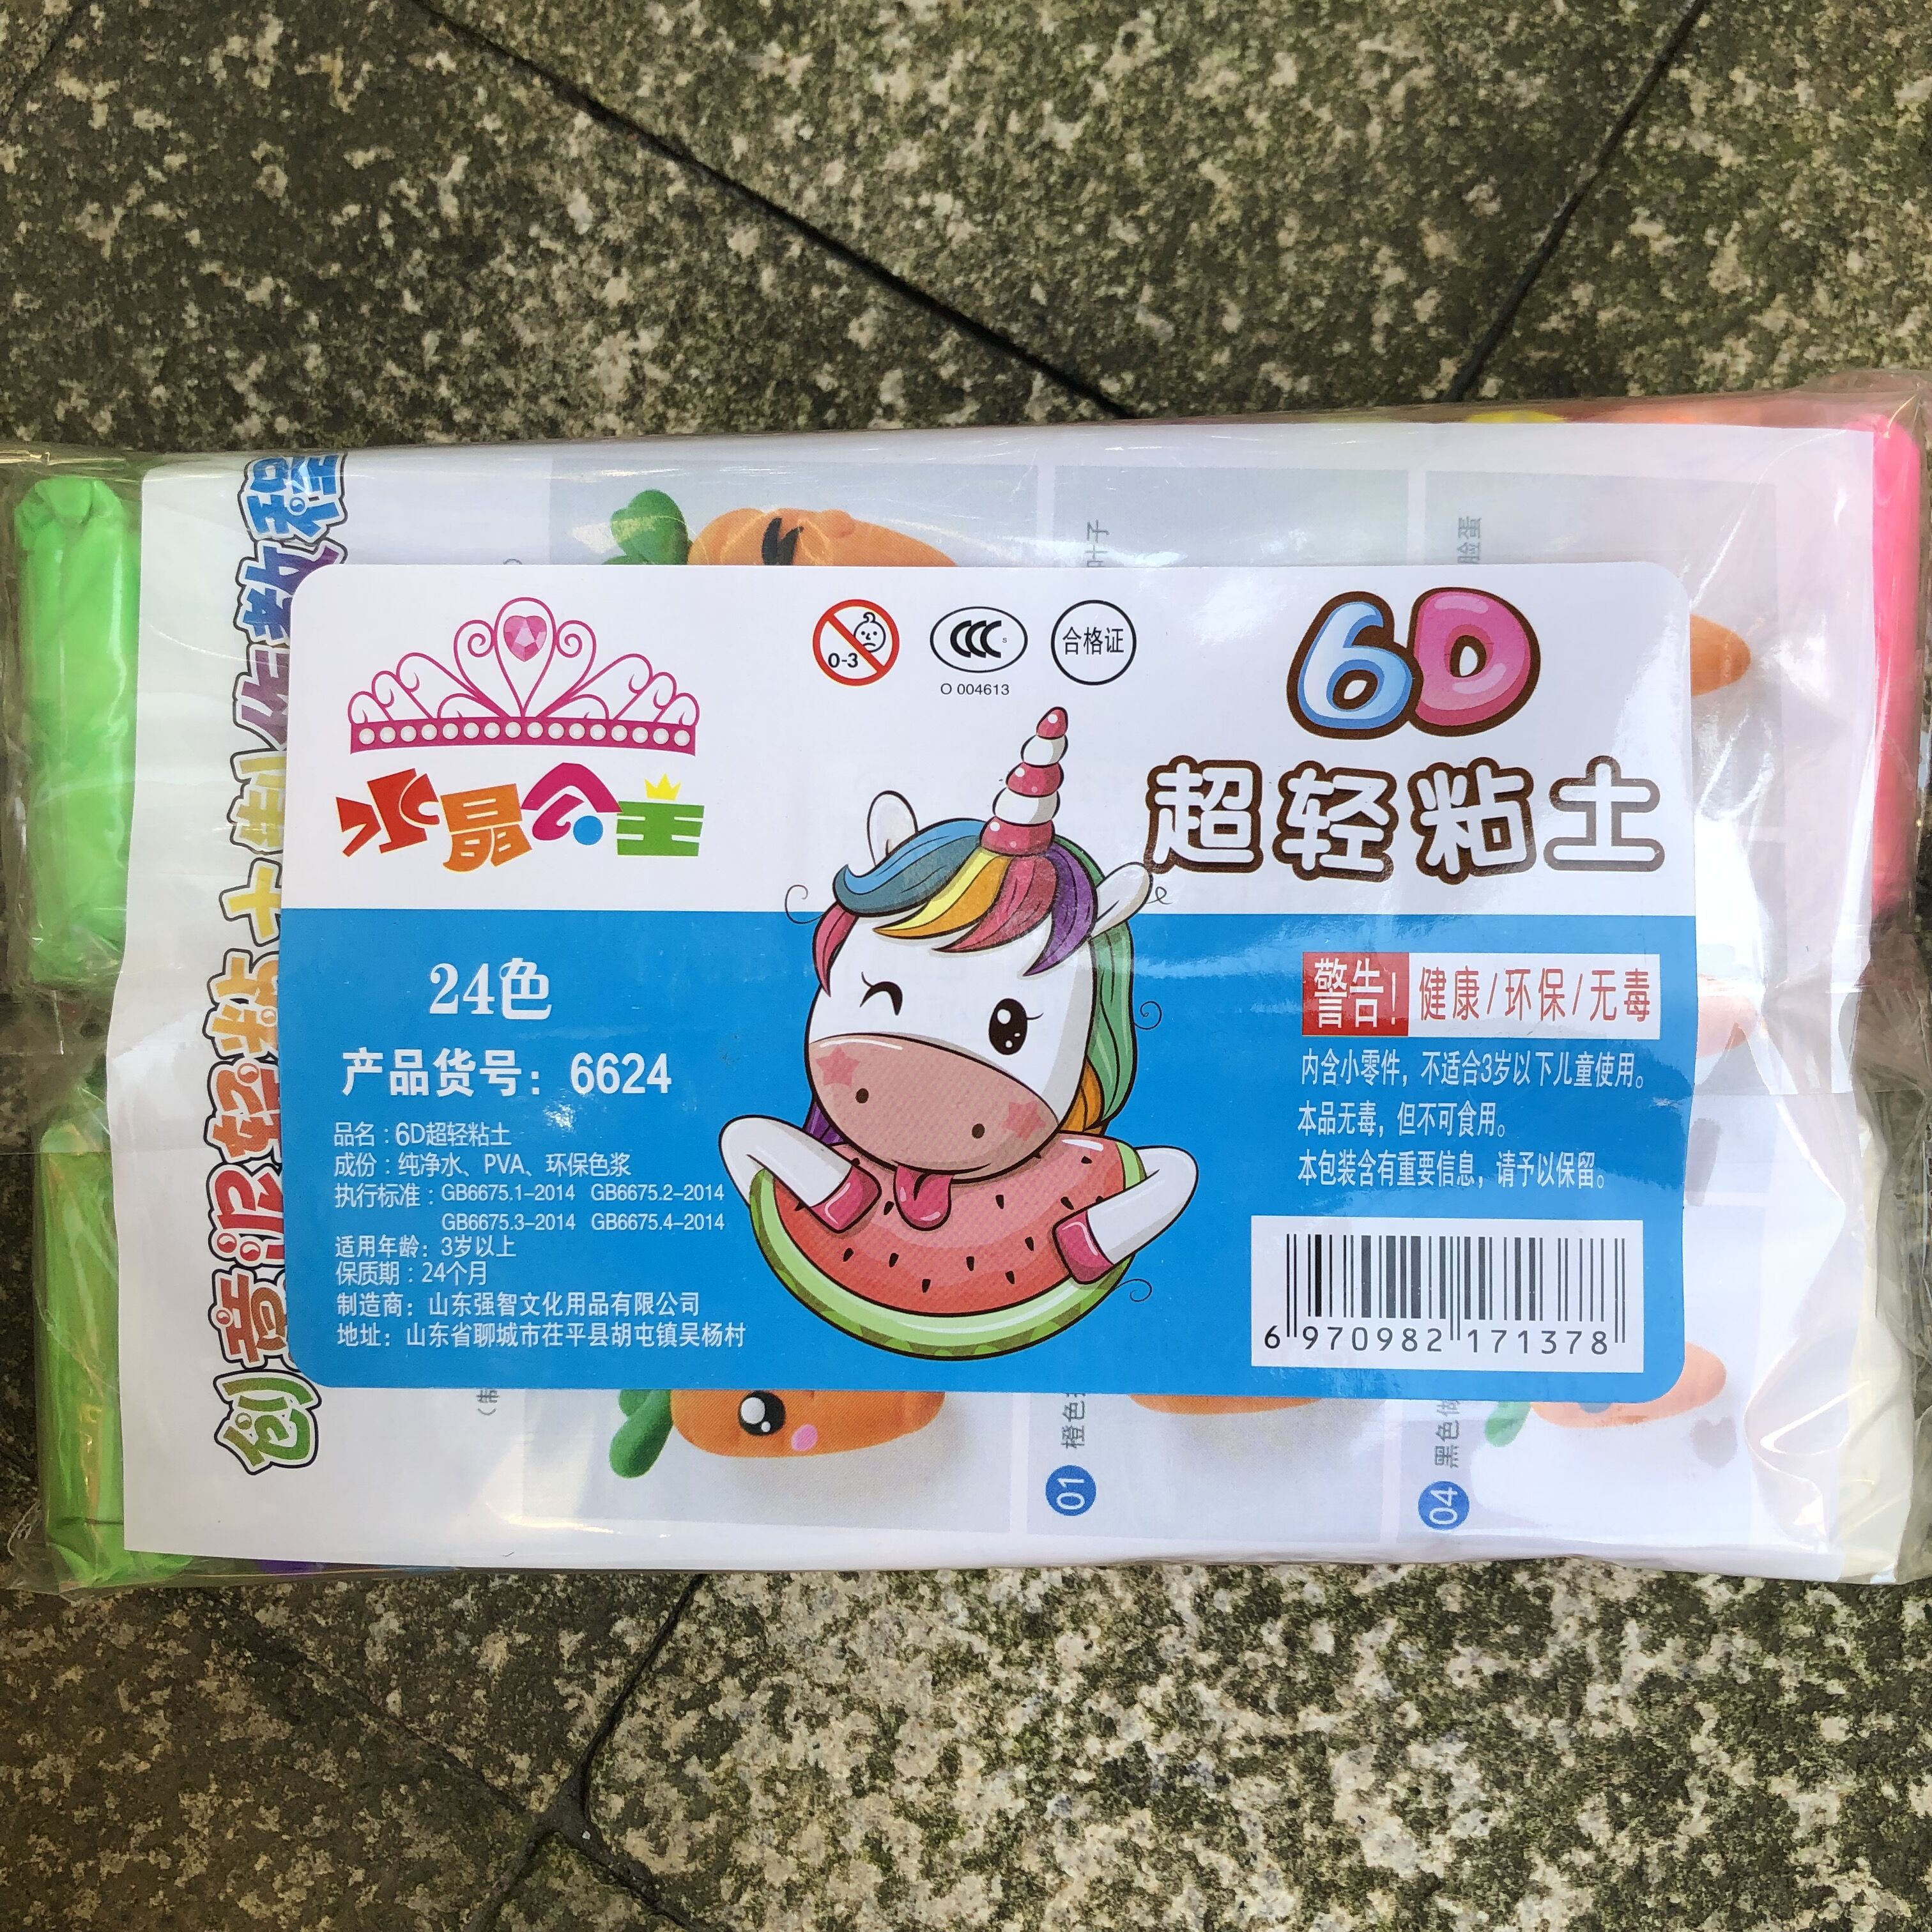 创意泥轻粘土制作教程
叶子
脸蛋
0-3
CCC
S
O 004613
合格证
6D
超轻粘土
水晶公主
24色
产品货号：6624
品名：6D超轻粘土
成份：纯净水、PVA、环保色浆
执行标准：GB6675.1-2014 GB6675.2-2014
GB6675.3-2014 GB6675.4-2014
适用年龄：3岁以上
保质期：24个月
制造商：山东强智文化用品有限公司
地址：山东省聊城市茌平县胡屯镇吴杨村
警告！健康/环保/无毒
内含小零件，不适合3岁以下儿童使用。
本品无毒，但不可食用。
本包装含有重要信息，请予以保留。
6 970982 171378
01 橙色
04 黑色做